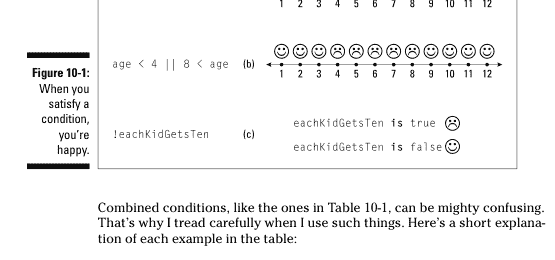 1 2 3 4 5 6 7 8 9 10 11 12
age < 4 || 8 < age (b)
1 2 3 4 5 6 7 8 9 10 11 12
Figure 10-1:
When you
satisfy a
condition,
you're
happy.
!eachKidGetsTen (c)
eachKidGetsTen is true
eachKidGetsTen is false
Combined conditions, like the ones in Table 10-1, can be mighty confusing.
That's why I tread carefully when I use such things. Here's a short explana-
tion of each example in the table: